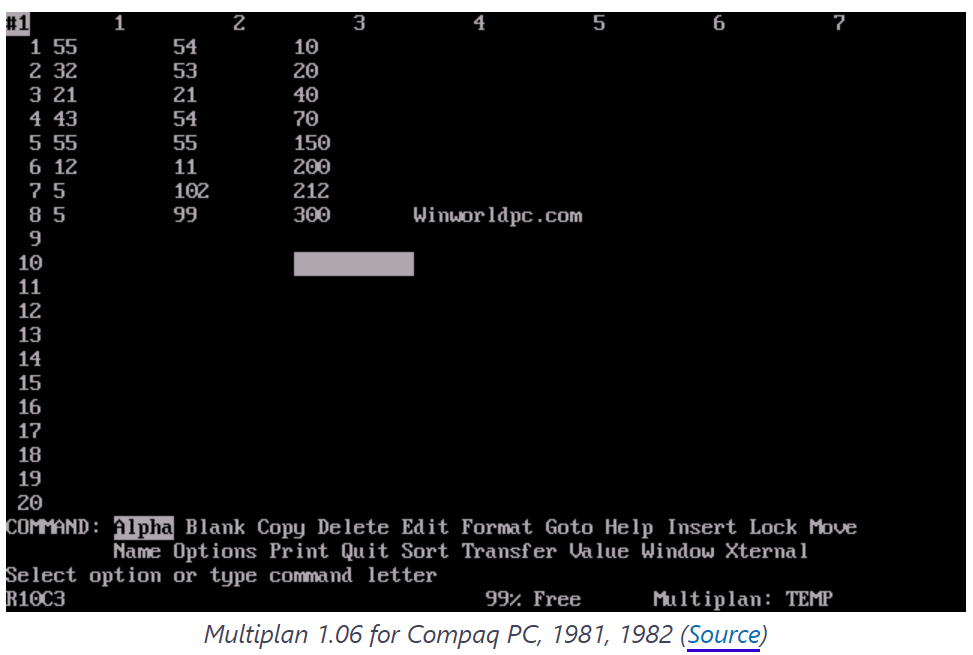 #1 1 2 3 4 5 6 7
1 55 54 10
2 32 53 20
3 21 21 40
4 43 54 70
5 55 55 150
6 12 11 200
7 5 102 212
8 5 99 300 Winworldpc.com
9
10
11
12
13
14
15
16
17
18
19
20
COMMAND: Alpha Blank Copy Delete Edit Format Goto Help Insert Lock Move
Name Options Print Quit Sort Transfer Value Window Xternal
Select option or type command letter
R10C3 99% Free Multiplan: TEMP
Multiplan 1.06 for Compaq PC, 1981, 1982 (Source)